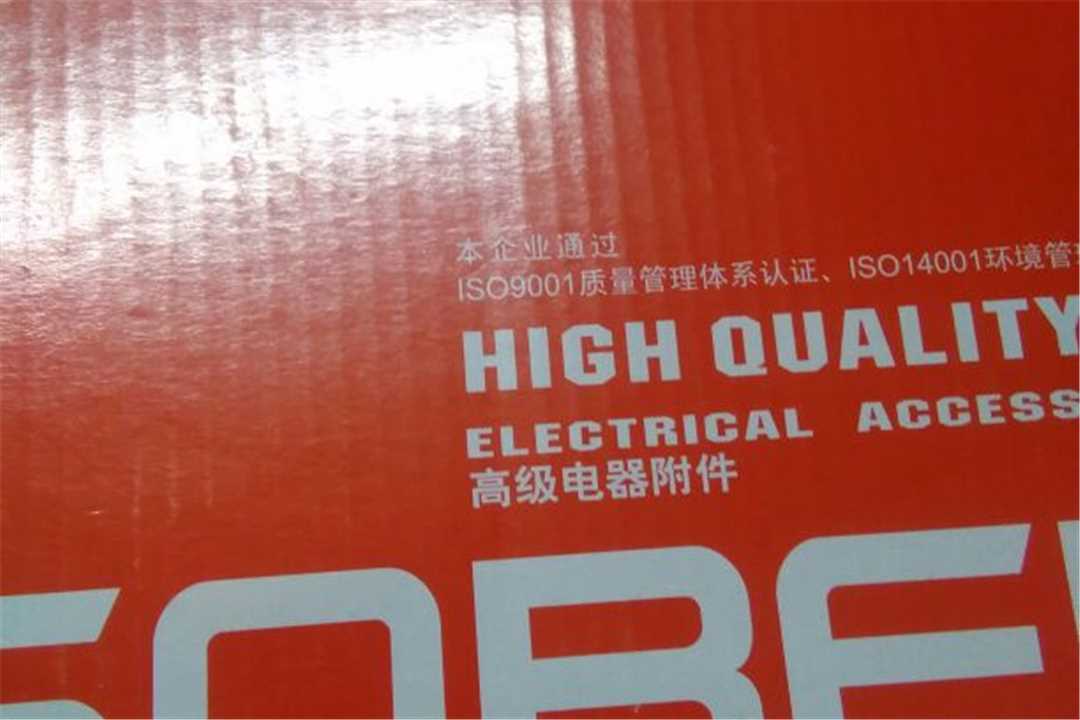 本企业通过
ISO9001质量管理体系认证、ISO14001环境管
HIGH QUALITY
ELECTRICAL ACCESS
高级电器附件